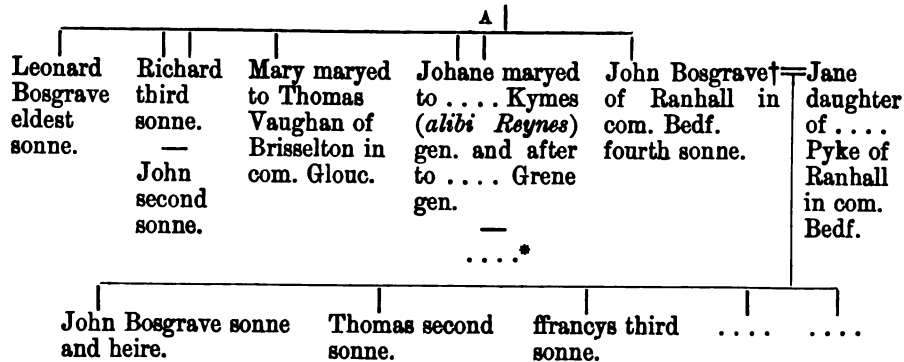 A
Leonard
Bosgrave
eldest
sonne.
Richard
third
sonne.
—
John
second
sonne.
Mary maryed
to Thomas
Vaughan of
Brisselton in
com. Glouc.
Johane maryed
to . . . . Kymes
(alibi Reynes)
gen. and after
to . . . . Grene
gen.
—
. . . .*
John Bosgrave†
of Ranhall in
com. Bedf.
fourth sonne.
Jane
daughter
of . . . .
Pyke of
Ranhall
in com.
Bedf.
John Bosgrave sonne
and heire.
Thomas second
sonne.
ffrancys third
sonne.
. . . .
. . . .